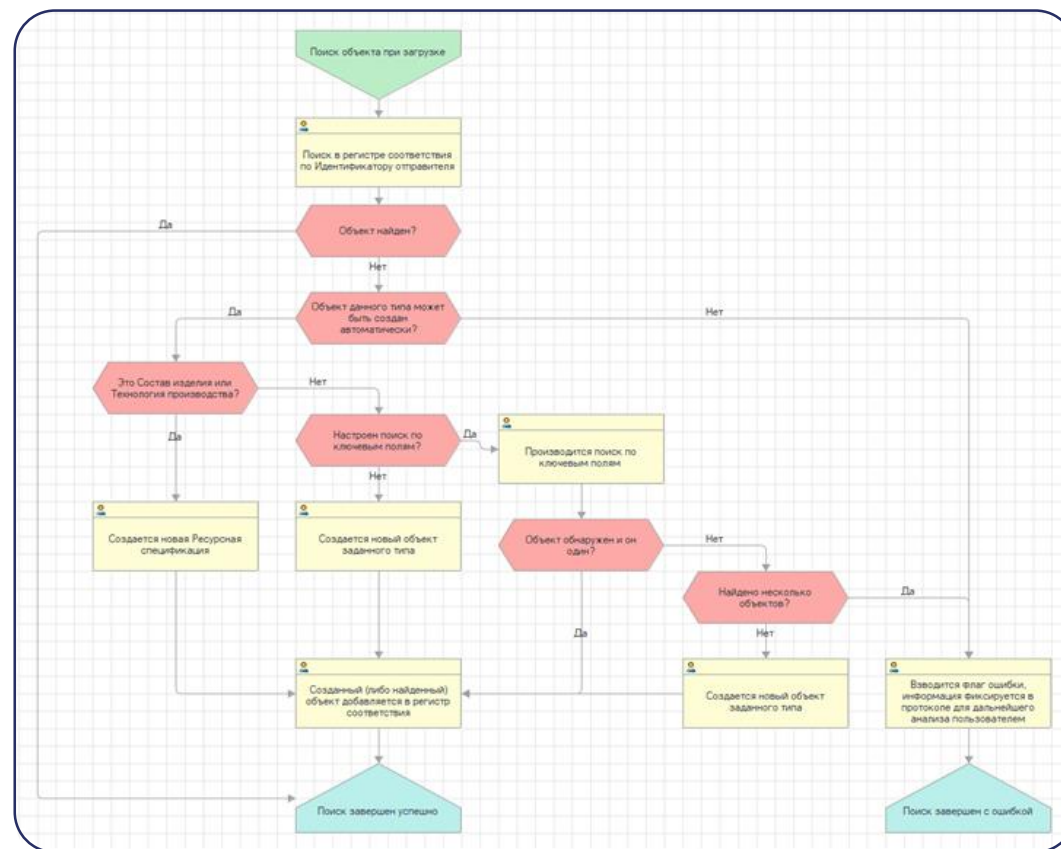 Поиск объекта при загрузке
Поиск в регистре соответствия
по Идентификатору отправителя
Да
Объект найден?
Нет
Да
Объект данного типа может
быть создан
автоматически?
Нет
Это Состав изделия или
Технология производства?
Нет
Да
Настроен поиск по
ключевым полям?
Да
Производится поиск по
ключевым полям
Нет
Создается новая Ресурсная
спецификация
Создается новый объект
заданного типа
Объект обнаружен и он
один?
Нет
Найдено несколько
объектов?
Да
Да
Нет
Созданный (либо найденный)
объект добавляется в регистр
соответствия
Создается новый объект
заданного типа
Взводится флаг ошибки,
информация фиксируется в
протоколе для дальнейшего
анализа пользователем
Поиск завершен успешно
Поиск завершен с ошибкой